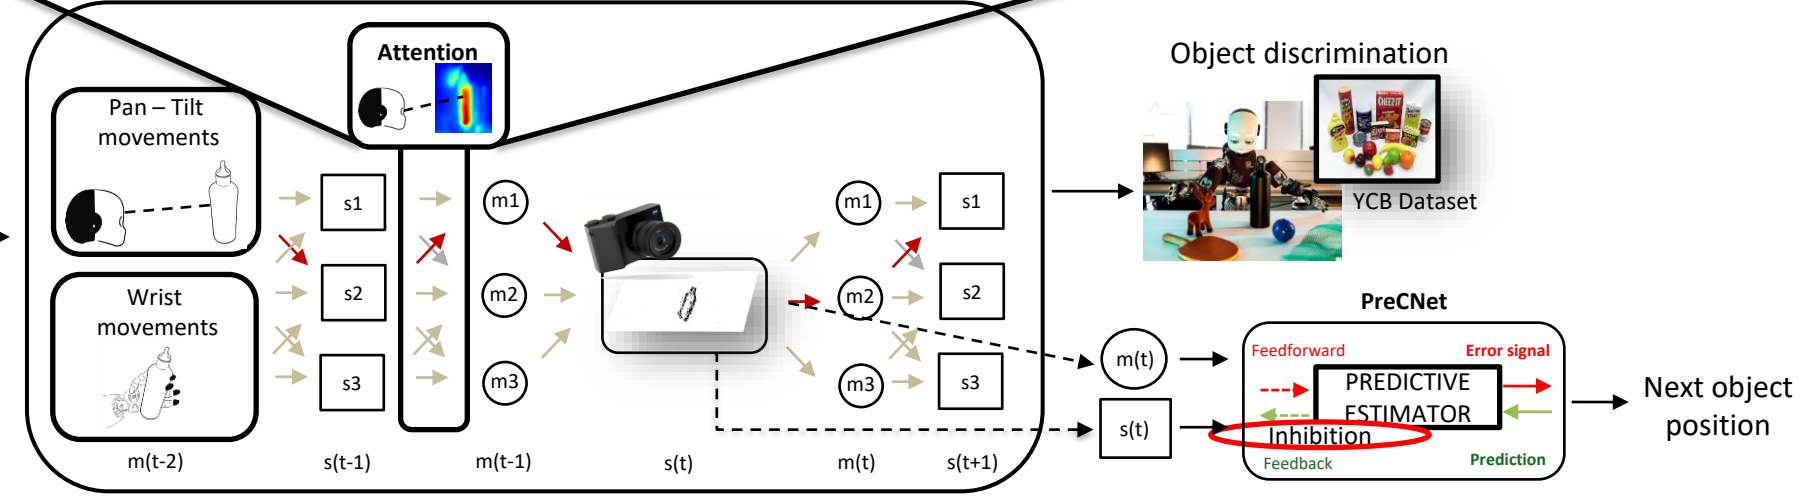 Attention
Pan – Tilt
movements
Wrist
movements
s1
s2
s3
m1
m2
m3
m1
m2
m3
s1
s2
s3
m(t-2)
s(t-1)
m(t-1)
s(t)
m(t)
s(t+1)
Object discrimination
CHEEZ-IT
YCB Dataset
m(t)
s(t)
PreCNet
Feedforward
Error signal
PREDICTIVE
ESTIMATOR
Inhibition
Feedback
Prediction
Next object
position